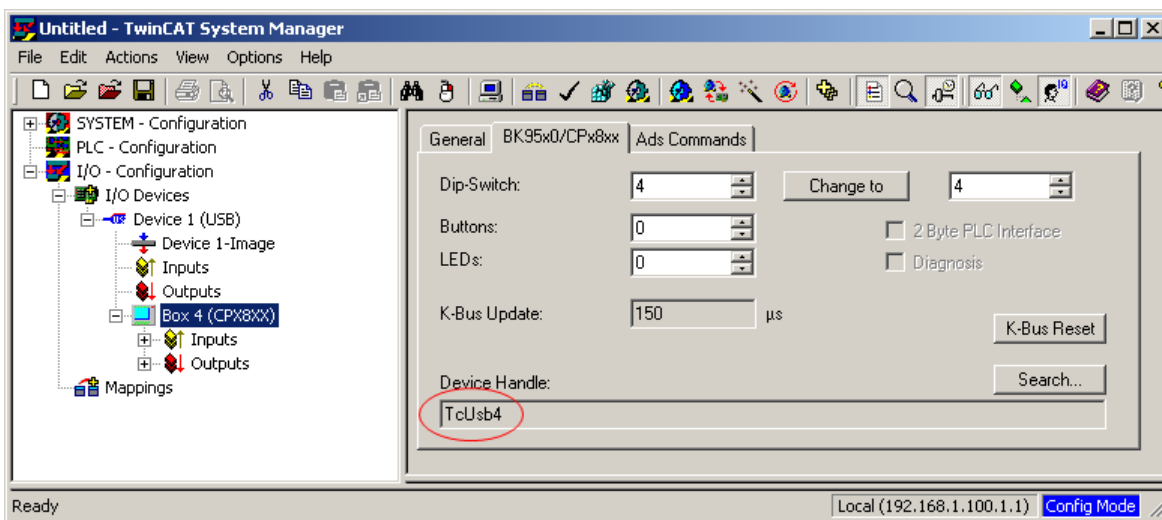 Untitled - TwinCAT System Manager
File Edit Actions View Options Help
SYSTEM - Configuration
PLC - Configuration
I/O - Configuration
I/O Devices
Device 1 (USB)
Device 1-Image
Inputs
Outputs
Box 4 (CPX8XX)
Inputs
Outputs
Mappings
General BK95x0/CPx8xx Ads Commands
Dip-Switch: 4 Change to 4
Buttons: 0 2 Byte PLC Interface
LEDs: 0 Diagnosis
K-Bus Update: 150 µs
K-Bus Reset
Device Handle: Search...
TcUsb4
Ready Local (192.168.1.100.1.1) Config Mode